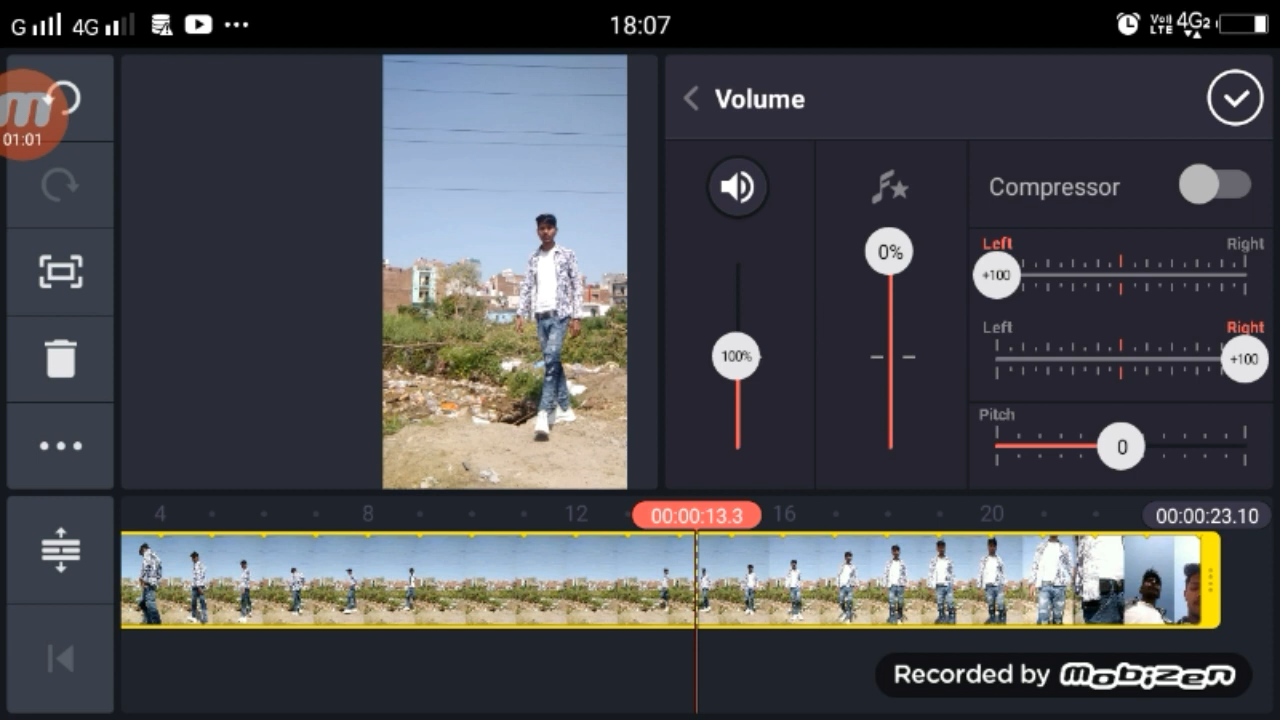 G 4G 18:07 Voll LTE 4G2
m
01:01
Volume
Compressor
0%
100%
Left Right
+100
Left Right
+100
Pitch
0
4 8 12 00:00:13.3 16 20 00:00:23.10
Recorded by mobizen